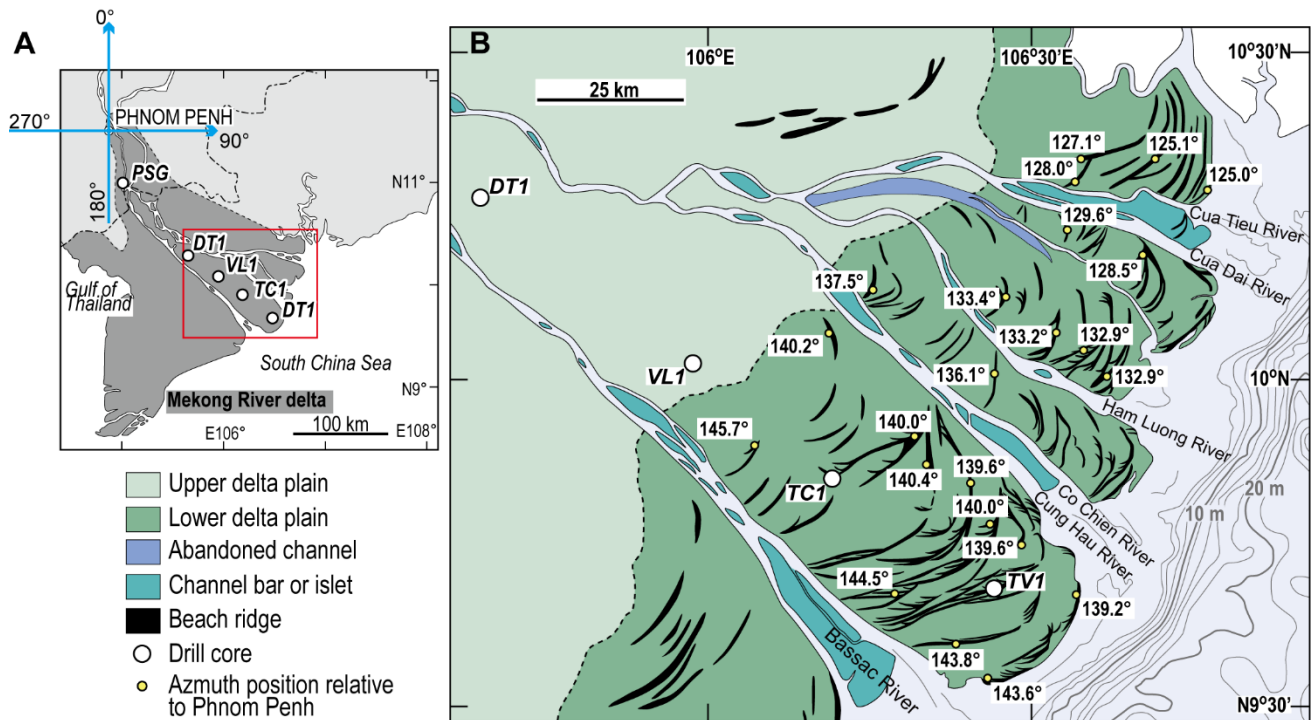 A
0°
270°
PHNOM PENH
90°
180°
PSG
N11°
DT1
VL1
TC1
DT1
Gulf of
Thailand
South China Sea
N9°
Mekong River delta
100 km
E106°
E108°
Upper delta plain
Lower delta plain
Abandoned channel
Channel bar or islet
Beach ridge
Drill core
Azimuth position relative
to Phnom Penh
B
106°E
106°30'E
10°30'N
25 km
127.1°
125.1°
128.0°
125.0°
DT1
129.6°
Cua Tieu River
Cua Dai River
128.5°
137.5°
133.4°
140.2°
133.2°
132.9°
VL1
136.1°
132.9°
10°N
Ham Luong River
145.7°
140.0°
139.6°
TC1
140.4°
140.0°
Co Chien River
Cung Hau River
20 m
10 m
139.6°
144.5°
TV1
139.2°
143.8°
Bassac River
143.6°
N9°30'